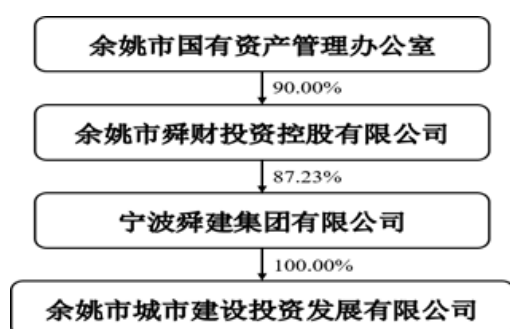 余姚市国有资产管理办公室
90.00%
余姚市舜财投资控股有限公司
87.23%
宁波舜建集团有限公司
100.00%
余姚市城市建设投资发展有限公司